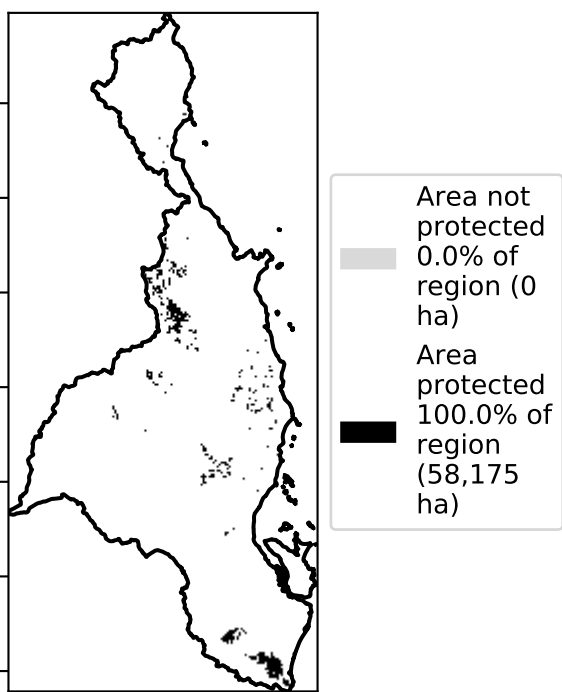 Area not
protected
0.0% of
region (0
ha)
Area
protected
100.0% of
region
(58,175
ha)